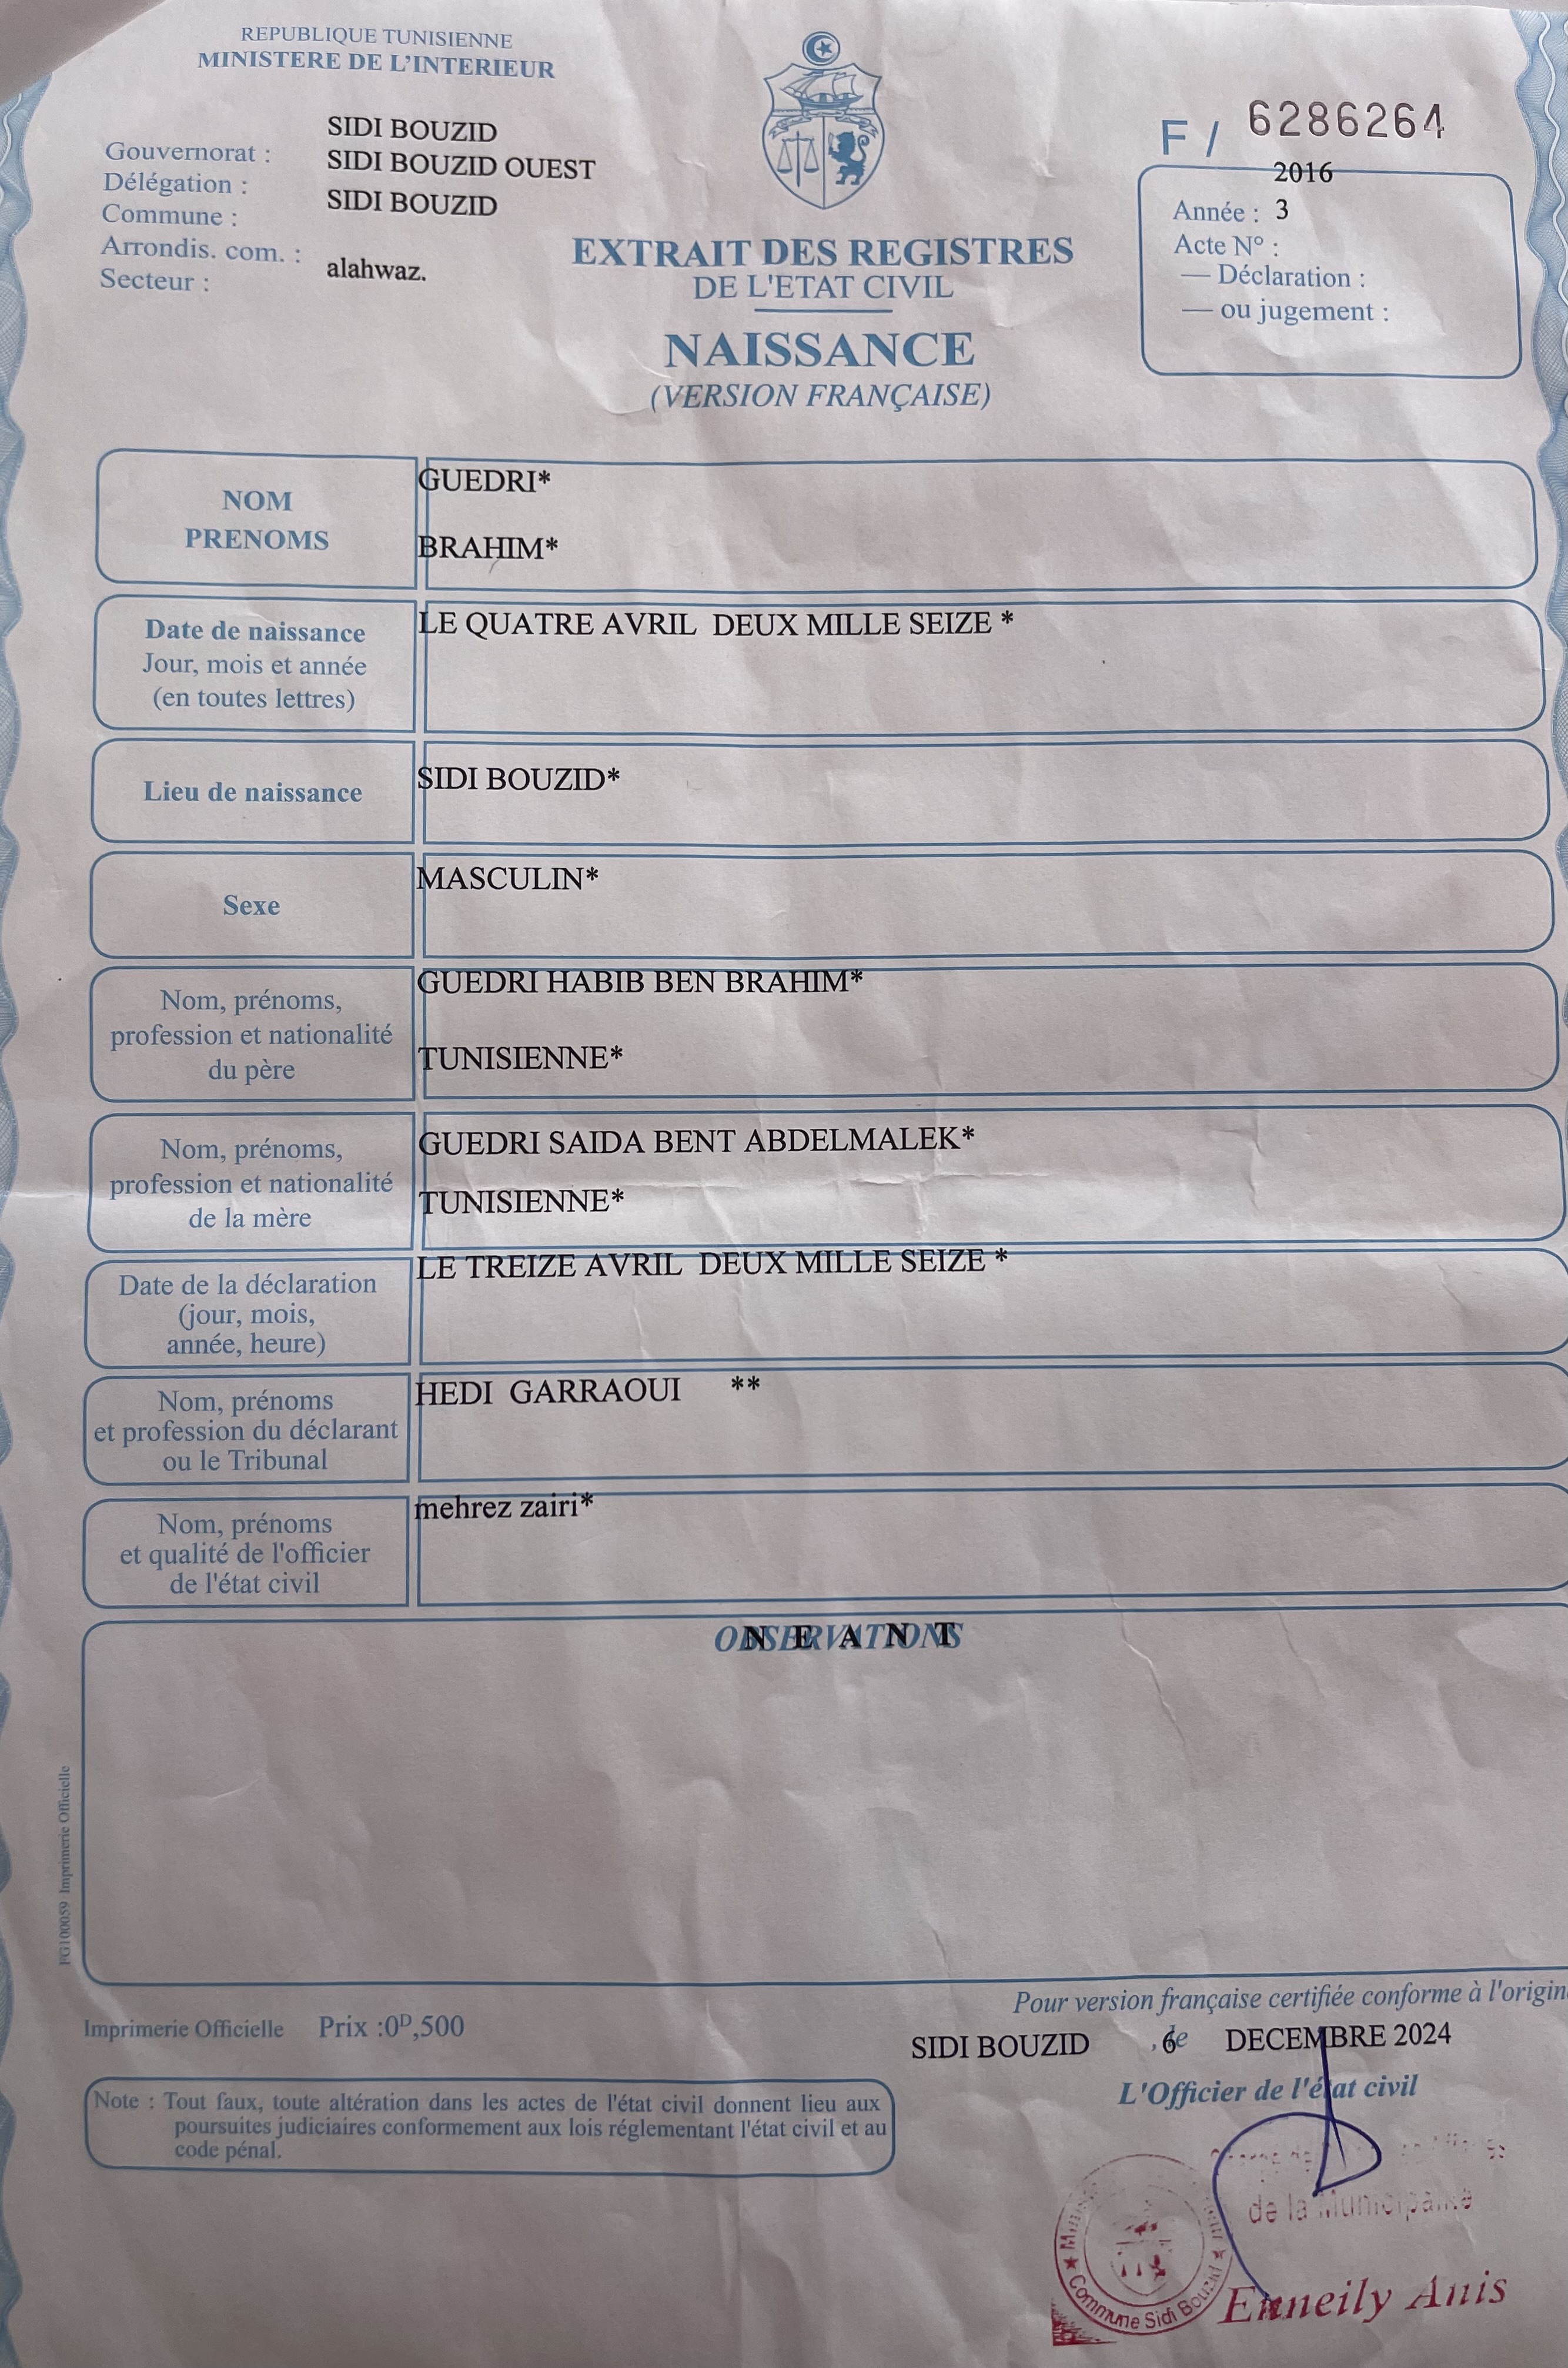 REPUBLIQUE TUNISIENNE
MINISTERE DE L'INTERIEUR
SIDI BOUZID
Gouvernorat :
SIDI BOUZID OUEST
Délégation :
SIDI BOUZID
Commune :
Arrondis. com. :
alahwaz.
Secteur :
EXTRAIT DES REGISTRES
DE L'ETAT CIVIL
NAISSANCE
(VERSION FRANÇAISE)
F / 6286264
2016
Année : 3
Acte N° :
— Déclaration :
— ou jugement :
NOM
PRENOMS
GUEDRI*
BRAHIM*
Date de naissance
Jour, mois et année
(en toutes lettres)
LE QUATRE AVRIL DEUX MILLE SEIZE *
Lieu de naissance
SIDI BOUZID*
Sexe
MASCULIN*
Nom, prénoms,
profession et nationalité
du père
GUEDRI HABIB BEN BRAHIM*
TUNISIENNE*
Nom, prénoms,
profession et nationalité
de la mère
GUEDRI SAIDA BENT ABDELMALEK*
TUNISIENNE*
Date de la déclaration
(jour, mois,
année, heure)
LE TREIZE AVRIL DEUX MILLE SEIZE *
Nom, prénoms
et profession du déclarant
ou le Tribunal
HEDI GARRAOUI **
Nom, prénoms
et qualité de l'officier
de l'état civil
mehrez zairi*
OBSERVATIONS
N E A N T
FG100059 Imprimerie Officielle
Pour version française certifiée conforme à
Imprimerie Officielle Prix :0ᴰ,500
SIDI BOUZID , le 6 DECEMBRE 2024
L'Officier de l'état civil
Note : Tout faux, toute altération dans les actes de l'état civil donnent lieu aux
poursuites judiciaires conformement aux lois réglementant l'état civil et au
code pénal.
de la Municipalité
Commune Sidi Bouzid
Enneily Anis